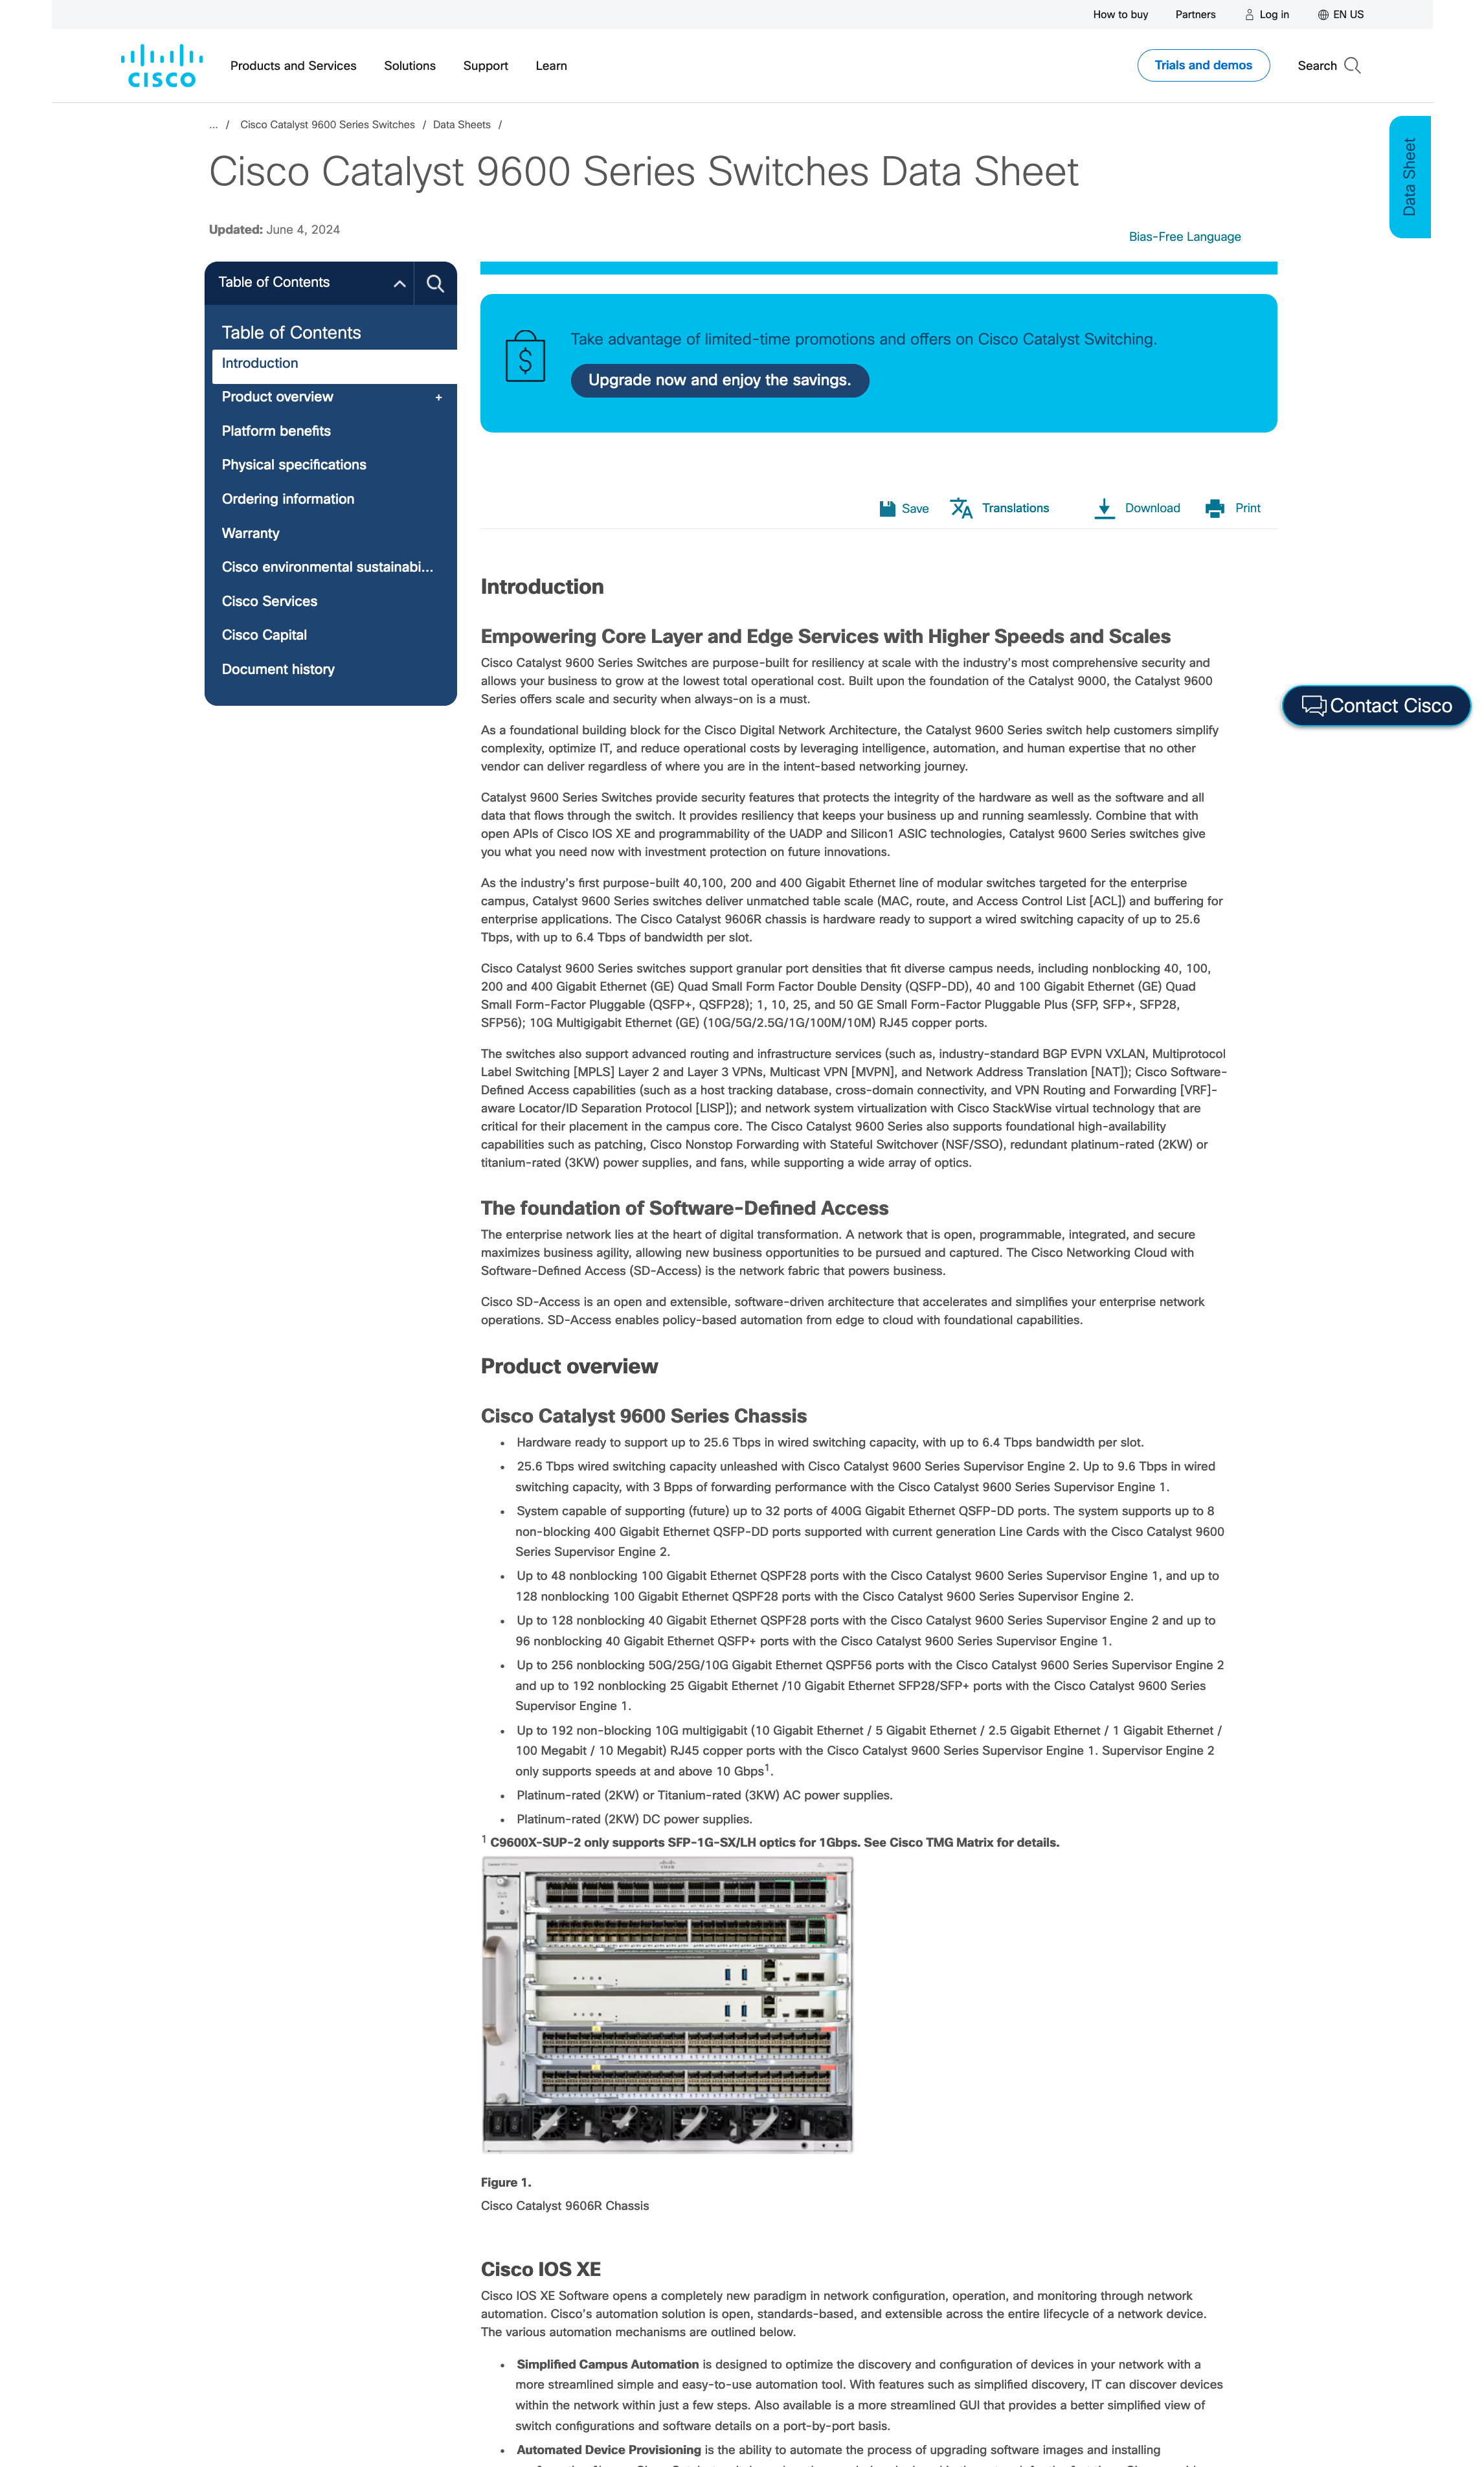 How to buy
Partners
Log in
EN US
CISCO
Products and Services
Solutions
Support
Learn
Trials and demos
Search
... / Cisco Catalyst 9600 Series Switches / Data Sheets /
Cisco Catalyst 9600 Series Switches Data Sheet
Data Sheet
Updated: June 4, 2024
Bias-Free Language
Table of Contents
Table of Contents
Introduction
Product overview +
Platform benefits
Physical specifications
Ordering information
Warranty
Cisco environmental sustainabi...
Cisco Services
Cisco Capital
Document history
Take advantage of limited-time promotions and offers on Cisco Catalyst Switching.
Upgrade now and enjoy the savings.
Save
Translations
Download
Print
Contact Cisco
Introduction
Empowering Core Layer and Edge Services with Higher Speeds and Scales
Cisco Catalyst 9600 Series Switches are purpose-built for resiliency at scale with the industry's most comprehensive security and
allows your business to grow at the lowest total operational cost. Built upon the foundation of the Catalyst 9000, the Catalyst 9600
Series offers scale and security when always-on is a must.
As a foundational building block for the Cisco Digital Network Architecture, the Catalyst 9600 Series switch help customers simplify
complexity, optimize IT, and reduce operational costs by leveraging intelligence, automation, and human expertise that no other
vendor can deliver regardless of where you are in the intent-based networking journey.
Catalyst 9600 Series Switches provide security features that protects the integrity of the hardware as well as the software and all
data that flows through the switch. It provides resiliency that keeps your business up and running seamlessly. Combine that with
open APIs of Cisco IOS XE and programmability of the UADP and Silicon1 ASIC technologies, Catalyst 9600 Series switches give
you what you need now with investment protection on future innovations.
As the industry's first purpose-built 40,100, 200 and 400 Gigabit Ethernet line of modular switches targeted for the enterprise
campus, Catalyst 9600 Series switches deliver unmatched table scale (MAC, route, and Access Control List [ACL]) and buffering for
enterprise applications. The Cisco Catalyst 9606R chassis is hardware ready to support a wired switching capacity of up to 25.6
Tbps, with up to 6.4 Tbps of bandwidth per slot.
Cisco Catalyst 9600 Series switches support granular port densities that fit diverse campus needs, including nonblocking 40, 100,
200 and 400 Gigabit Ethernet (GE) Quad Small Form Factor Double Density (QSFP-DD), 40 and 100 Gigabit Ethernet (GE) Quad
Small Form-Factor Pluggable (QSFP+, QSFP28); 1, 10, 25, and 50 GE Small Form-Factor Pluggable Plus (SFP, SFP+, SFP28,
SFP56); 10G Multigigabit Ethernet (GE) (10G/5G/2.5G/1G/100M/10M) RJ45 copper ports.
The switches also support advanced routing and infrastructure services (such as, industry-standard BGP EVPN VXLAN, Multiprotocol
Label Switching [MPLS] Layer 2 and Layer 3 VPNs, Multicast VPN [MVPN], and Network Address Translation [NAT]); Cisco Software-
Defined Access capabilities (such as a host tracking database, cross-domain connectivity, and VPN Routing and Forwarding [VRF]-
aware Locator/ID Separation Protocol [LISP]); and network system virtualization with Cisco StackWise virtual technology that are
critical for their placement in the campus core. The Cisco Catalyst 9600 Series also supports foundational high-availability
capabilities such as patching, Cisco Nonstop Forwarding with Stateful Switchover (NSF/SSO), redundant platinum-rated (2KW) or
titanium-rated (3KW) power supplies, and fans, while supporting a wide array of optics.
The foundation of Software-Defined Access
The enterprise network lies at the heart of digital transformation. A network that is open, programmable, integrated, and secure
maximizes business agility, allowing new business opportunities to be pursued and captured. The Cisco Networking Cloud with
Software-Defined Access (SD-Access) is the network fabric that powers business.
Cisco SD-Access is an open and extensible, software-driven architecture that accelerates and simplifies your enterprise network
operations. SD-Access enables policy-based automation from edge to cloud with foundational capabilities.
Product overview
Cisco Catalyst 9600 Series Chassis
• Hardware ready to support up to 25.6 Tbps in wired switching capacity, with up to 6.4 Tbps bandwidth per slot.
• 25.6 Tbps wired switching capacity unleashed with Cisco Catalyst 9600 Series Supervisor Engine 2. Up to 9.6 Tbps in wired
switching capacity, with 3 Bpps of forwarding performance with the Cisco Catalyst 9600 Series Supervisor Engine 1.
• System capable of supporting (future) up to 32 ports of 400G Gigabit Ethernet QSFP-DD ports. The system supports up to 8
non-blocking 400 Gigabit Ethernet QSFP-DD ports supported with current generation Line Cards with the Cisco Catalyst 9600
Series Supervisor Engine 2.
• Up to 48 nonblocking 100 Gigabit Ethernet QSPF28 ports with the Cisco Catalyst 9600 Series Supervisor Engine 1, and up to
128 nonblocking 100 Gigabit Ethernet QSPF28 ports with the Cisco Catalyst 9600 Series Supervisor Engine 2.
• Up to 128 nonblocking 40 Gigabit Ethernet QSPF28 ports with the Cisco Catalyst 9600 Series Supervisor Engine 2 and up to
96 nonblocking 40 Gigabit Ethernet QSFP+ ports with the Cisco Catalyst 9600 Series Supervisor Engine 1.
• Up to 256 nonblocking 50G/25G/10G Gigabit Ethernet QSPF56 ports with the Cisco Catalyst 9600 Series Supervisor Engine 2
and up to 192 nonblocking 25 Gigabit Ethernet /10 Gigabit Ethernet SFP28/SFP+ ports with the Cisco Catalyst 9600 Series
Supervisor Engine 1.
• Up to 192 non-blocking 10G multigigabit (10 Gigabit Ethernet / 5 Gigabit Ethernet / 2.5 Gigabit Ethernet / 1 Gigabit Ethernet /
100 Megabit / 10 Megabit) RJ45 copper ports with the Cisco Catalyst 9600 Series Supervisor Engine 1. Supervisor Engine 2
only supports speeds at and above 10 Gbps¹.
• Platinum-rated (2KW) or Titanium-rated (3KW) AC power supplies.
• Platinum-rated (2KW) DC power supplies.
¹ C9600X-SUP-2 only supports SFP-1G-SX/LH optics for 1Gbps. See Cisco TMG Matrix for details.
Figure 1.
Cisco Catalyst 9606R Chassis
Cisco IOS XE
Cisco IOS XE Software opens a completely new paradigm in network configuration, operation, and monitoring through network
automation. Cisco's automation solution is open, standards-based, and extensible across the entire lifecycle of a network device.
The various automation mechanisms are outlined below.
• Simplified Campus Automation is designed to optimize the discovery and configuration of devices in your network with a
more streamlined simple and easy-to-use automation tool. With features such as simplified discovery, IT can discover devices
within the network within just a few steps. Also available is a more streamlined GUI that provides a better simplified view of
switch configurations and software details on a port-by-port basis.
• Automated Device Provisioning is the ability to automate the process of upgrading software images and installing